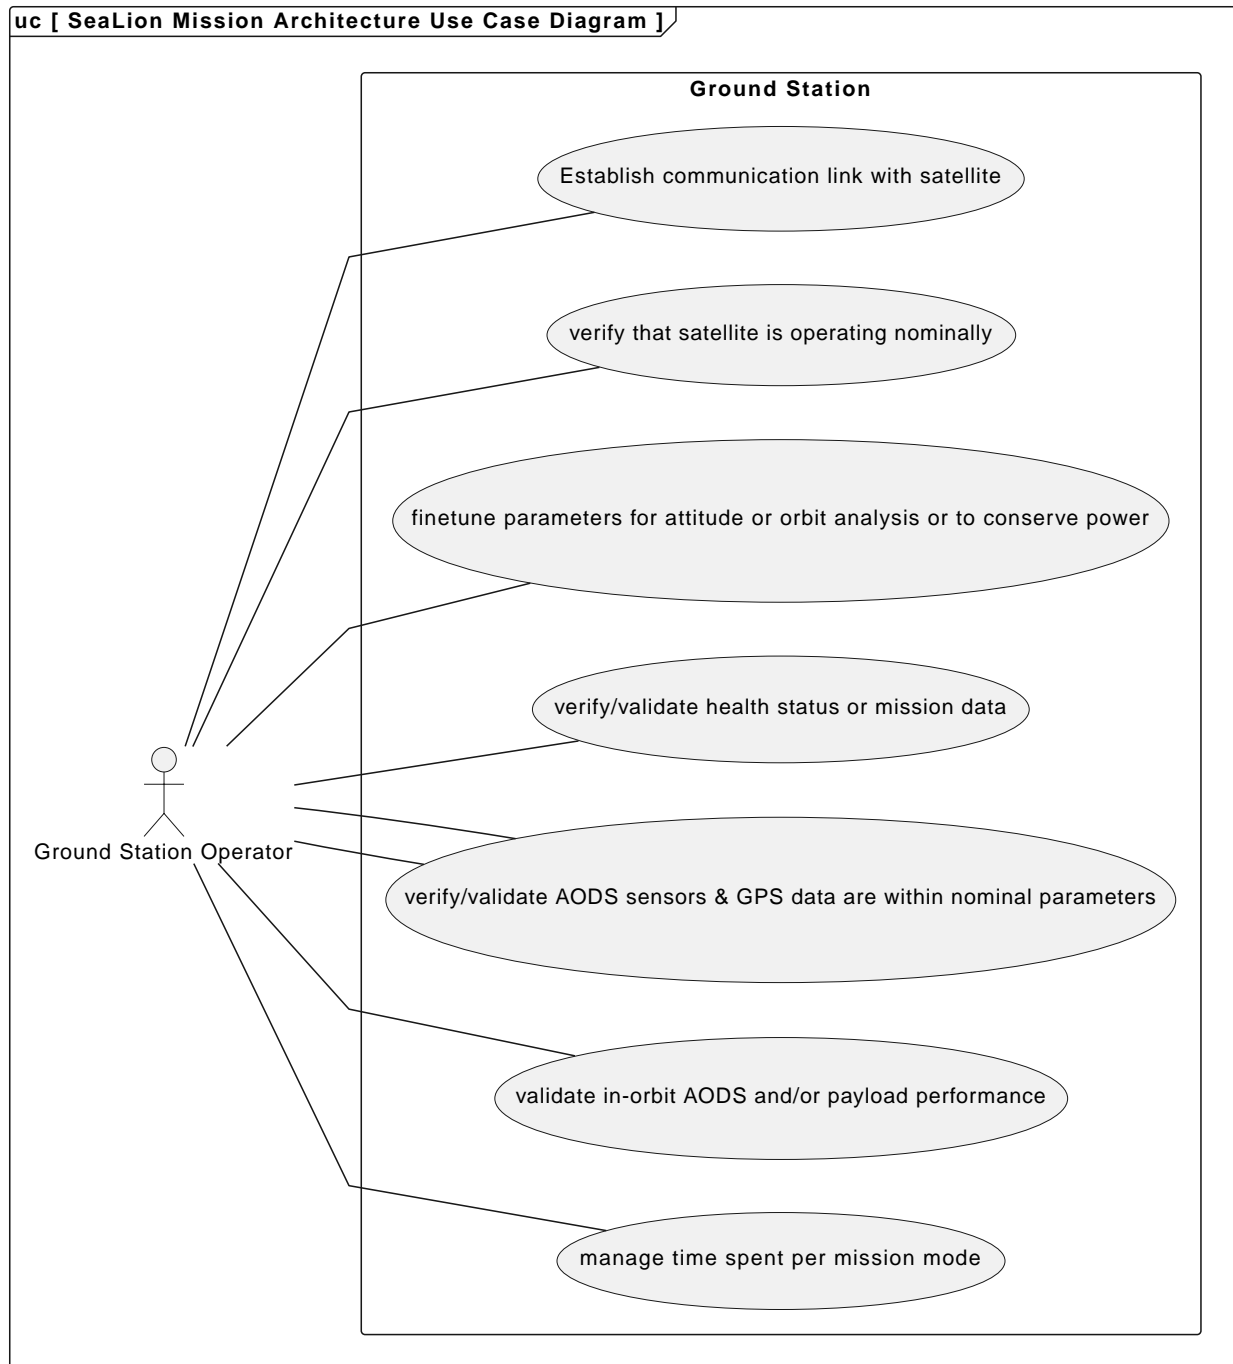 uc [ SeaLion Mission Architecture Use Case Diagram ]
Ground Station
Establish communication link with satellite
verify that satellite is operating nominally
finetune parameters for attitude or orbit analysis or to conserve power
verify/validate health status or mission data
Ground Station Operator
verify/validate AODS sensors & GPS data are within nominal parameters
validate in-orbit AODS and/or payload performance
manage time spent per mission mode